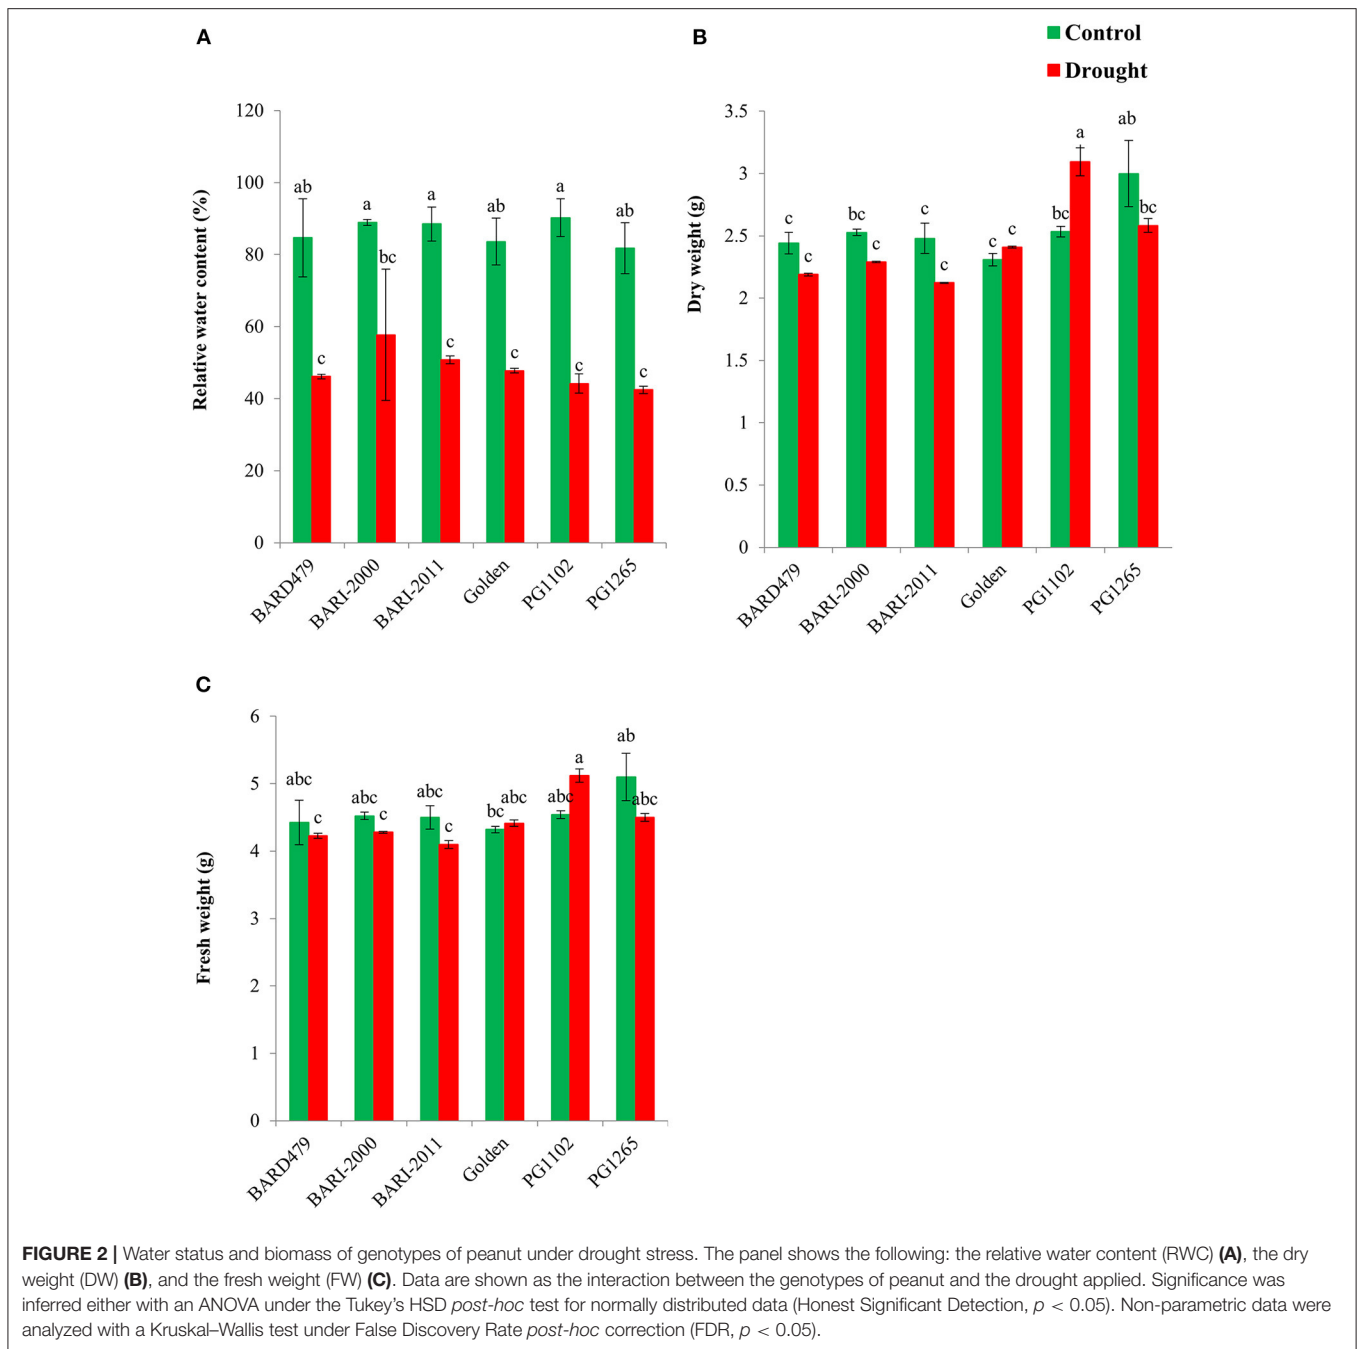 A
B
Control
Drought
120
100
80
60
40
20
0
Relative water content (%)
ab
c
a
bc
a
c
ab
c
a
c
ab
c
BARD479
BARI-2000
BARI-2011
Golden
PG1102
PG1265
3.5
3
2.5
2
1.5
1
0.5
0
Dry weight (g)
c
c
bc
c
c
c
c
c
bc
a
ab
bc
BARD479
BARI-2000
BARI-2011
Golden
PG1102
PG1265
C
6
5
4
3
2
1
0
Fresh weight (g)
abc
c
abc
c
abc
c
bc
abc
abc
a
ab
abc
BARD479
BARI-2000
BARI-2011
Golden
PG1102
PG1265
FIGURE 2 | Water status and biomass of genotypes of peanut under drought stress. The panel shows the following: the relative water content (RWC) (A), the dry
weight (DW) (B), and the fresh weight (FW) (C). Data are shown as the interaction between the genotypes of peanut and the drought applied. Significance was
inferred either with an ANOVA under the Tukey's HSD post-hoc test for normally distributed data (Honest Significant Detection, p < 0.05). Non-parametric data were
analyzed with a Kruskal–Wallis test under False Discovery Rate post-hoc correction (FDR, p < 0.05).